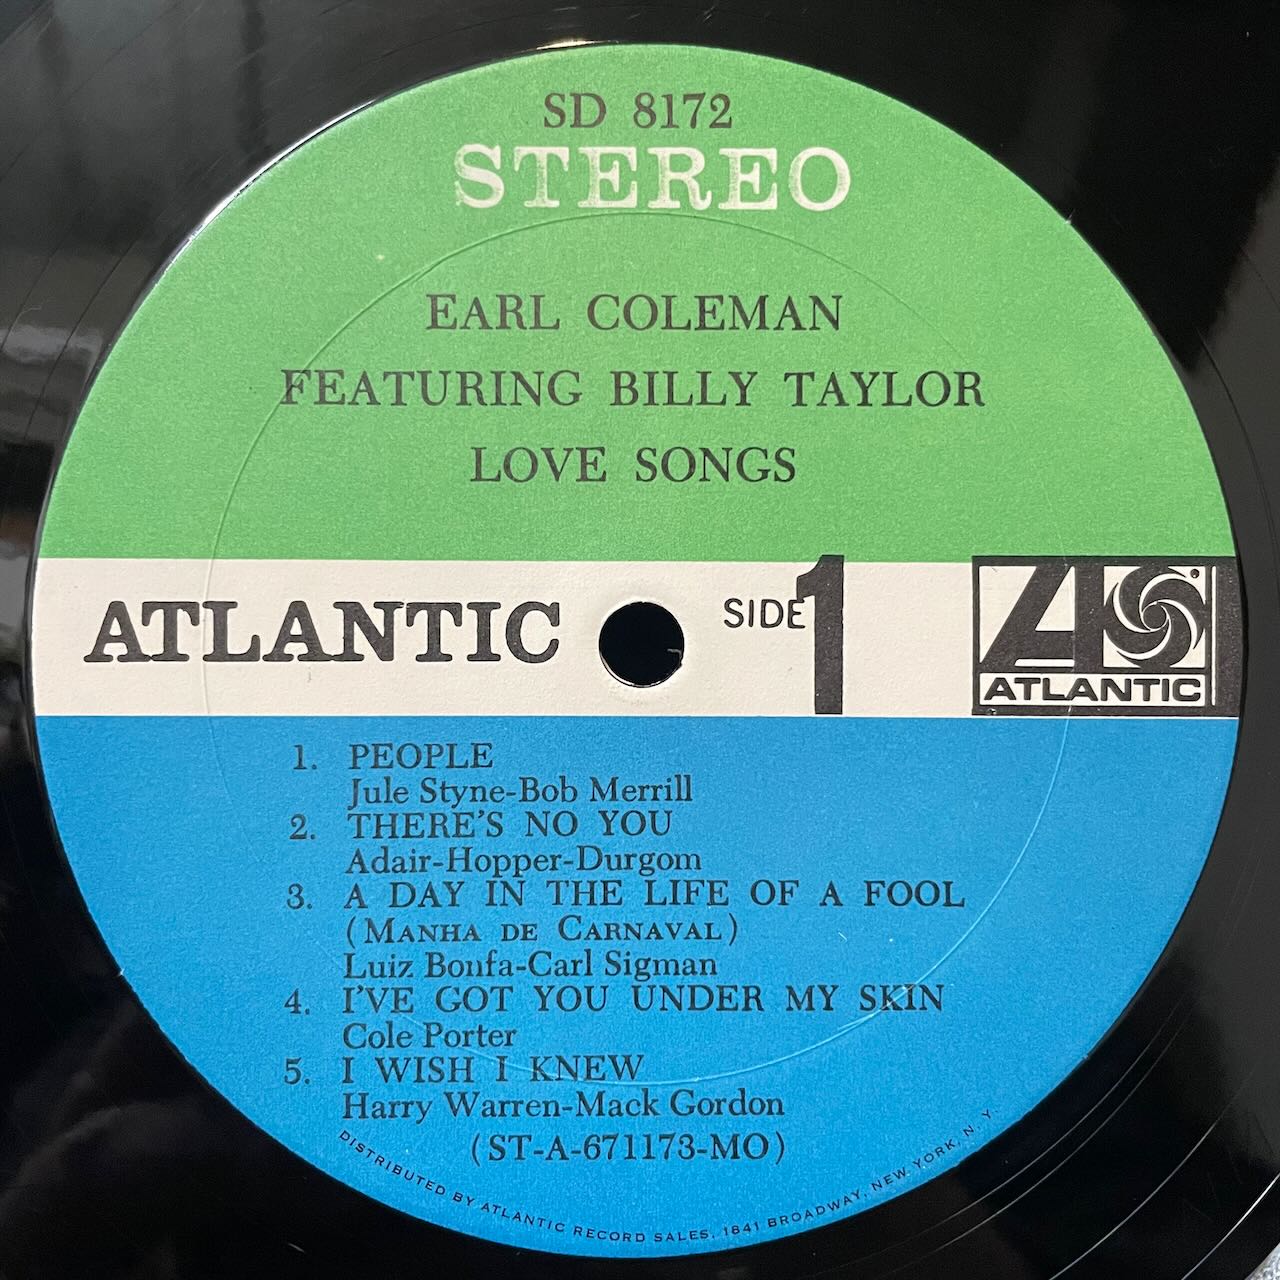 SD 8172
STEREO
EARL COLEMAN
FEATURING BILLY TAYLOR
LOVE SONGS
ATLANTIC
SIDE 1
ATLANTIC
1. PEOPLE
Jule Styne-Bob Merrill
2. THERE'S NO YOU
Adair-Hopper-Durgom
3. A DAY IN THE LIFE OF A FOOL
(MANHA DE CARNAVAL)
Luiz Bonfa-Carl Sigman
4. I'VE GOT YOU UNDER MY SKIN
Cole Porter
5. I WISH I KNEW
Harry Warren-Mack Gordon
(ST-A-671173-MO)
DISTRIBUTED BY ATLANTIC RECORD SALES, 1841 BROADWAY, NEW YORK, N. Y.